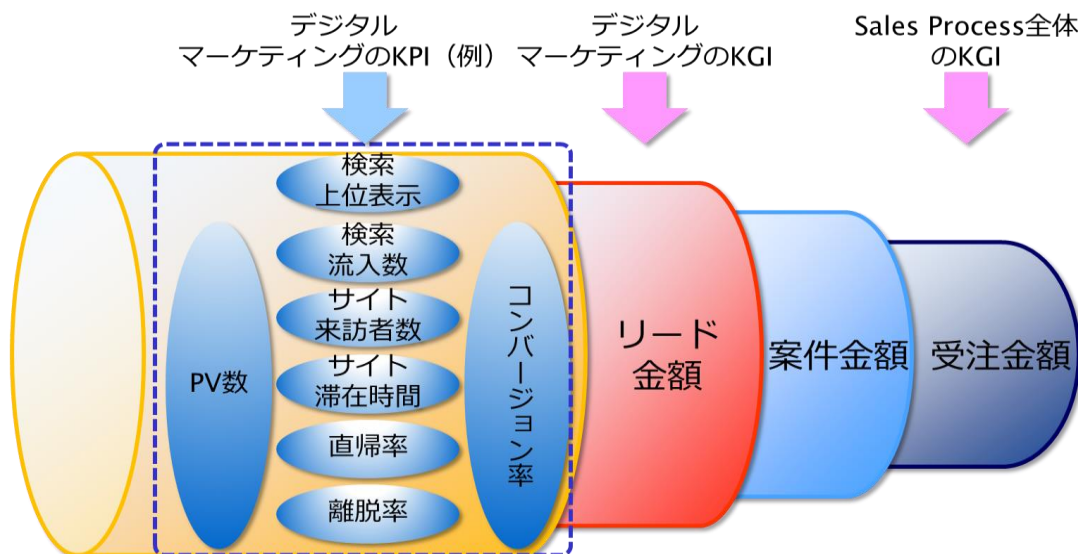 デジタル
マーケティングのKPI（例）
デジタル
マーケティングのKGI
Sales Process全体
のKGI
検索
上位表示
検索
流入数
サイト
来訪者数
サイト
滞在時間
直帰率
離脱率
PV数
コンバージョン率
リード
金額
案件金額
受注金額